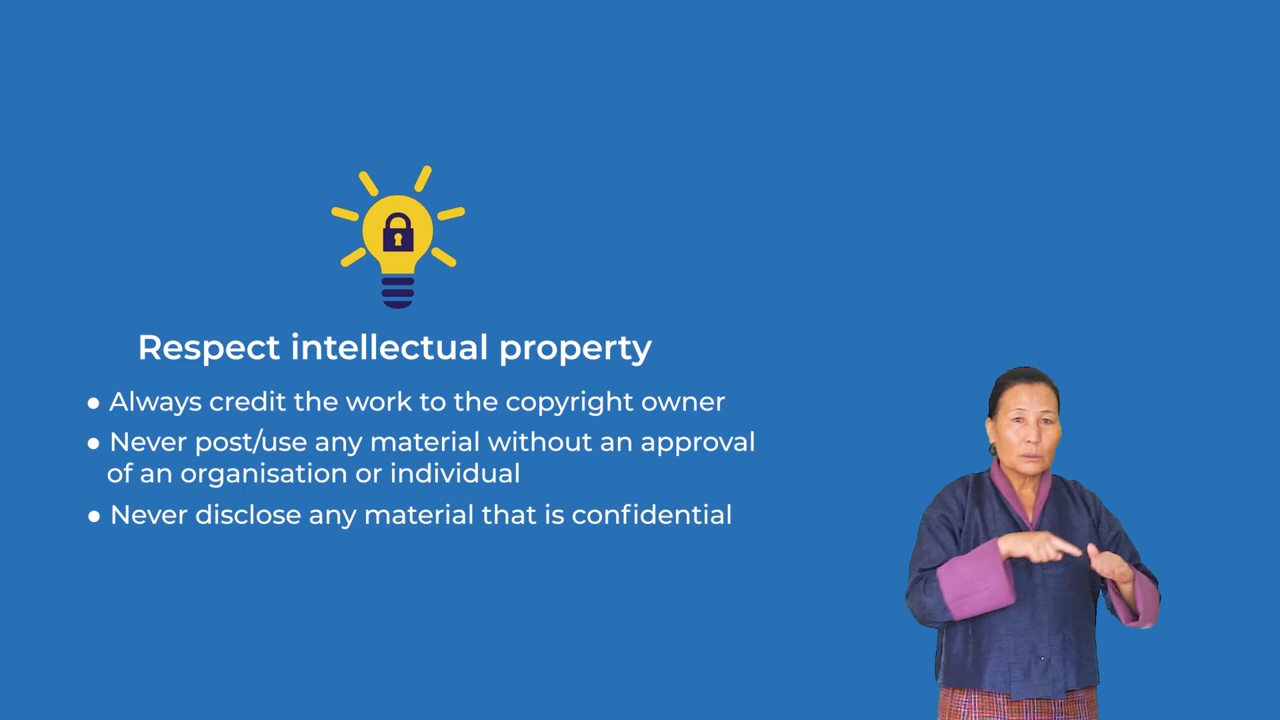 Respect intellectual property
● Always credit the work to the copyright owner
● Never post/use any material without an approval
of an organisation or individual
● Never disclose any material that is confidential